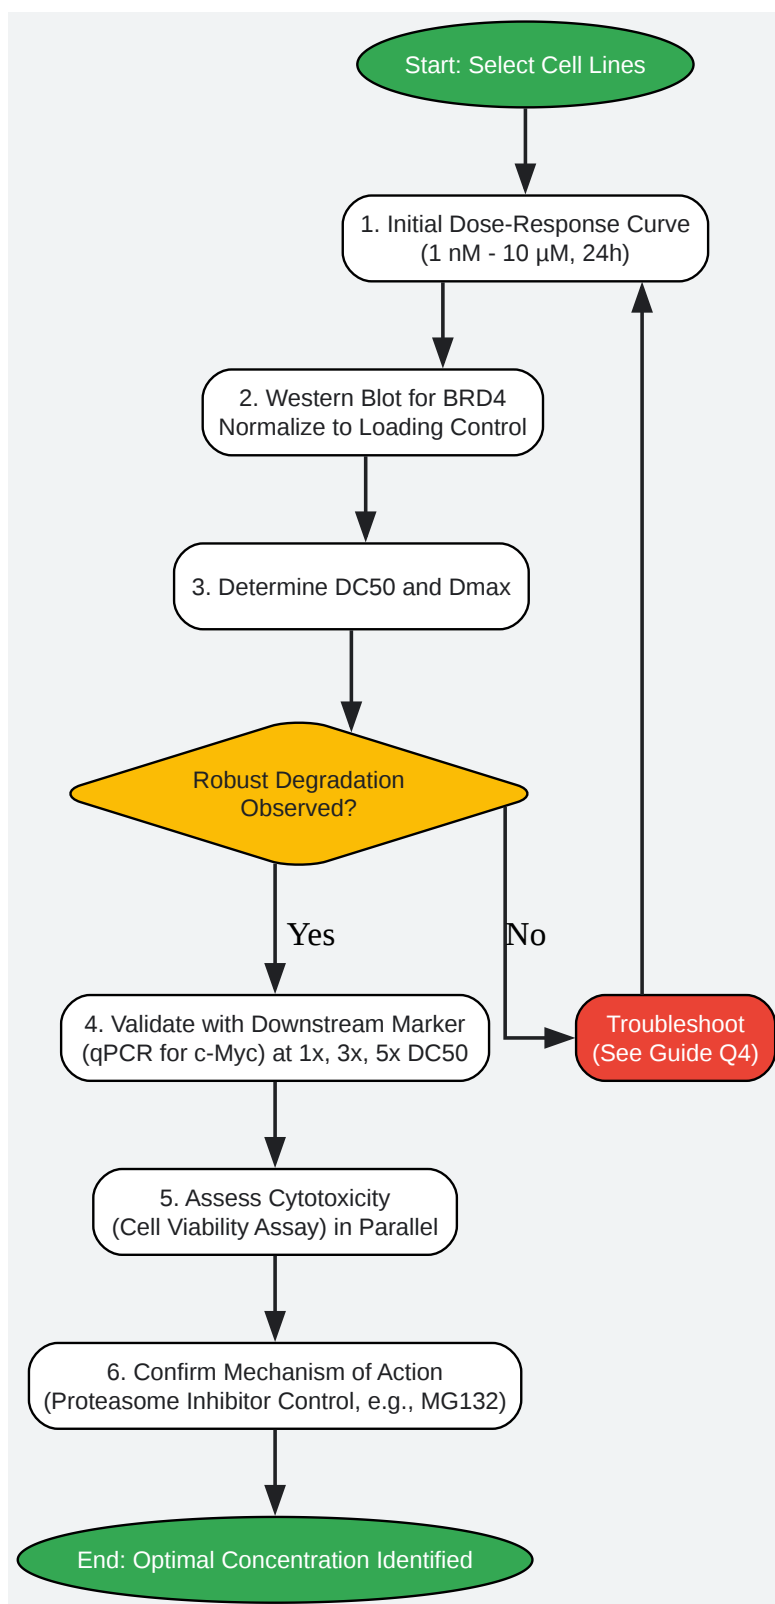 Start: Select Cell Lines
1. Initial Dose-Response Curve
(1 nM - 10 µM, 24h)
2. Western Blot for BRD4
Normalize to Loading Control
3. Determine DC50 and Dmax
Robust Degradation
Observed?
Yes
No
4. Validate with Downstream Marker
(qPCR for c-Myc) at 1x, 3x, 5x DC50
Troubleshoot
(See Guide Q4)
5. Assess Cytotoxicity
(Cell Viability Assay) in Parallel
6. Confirm Mechanism of Action
(Proteasome Inhibitor Control, e.g., MG132)
End: Optimal Concentration Identified